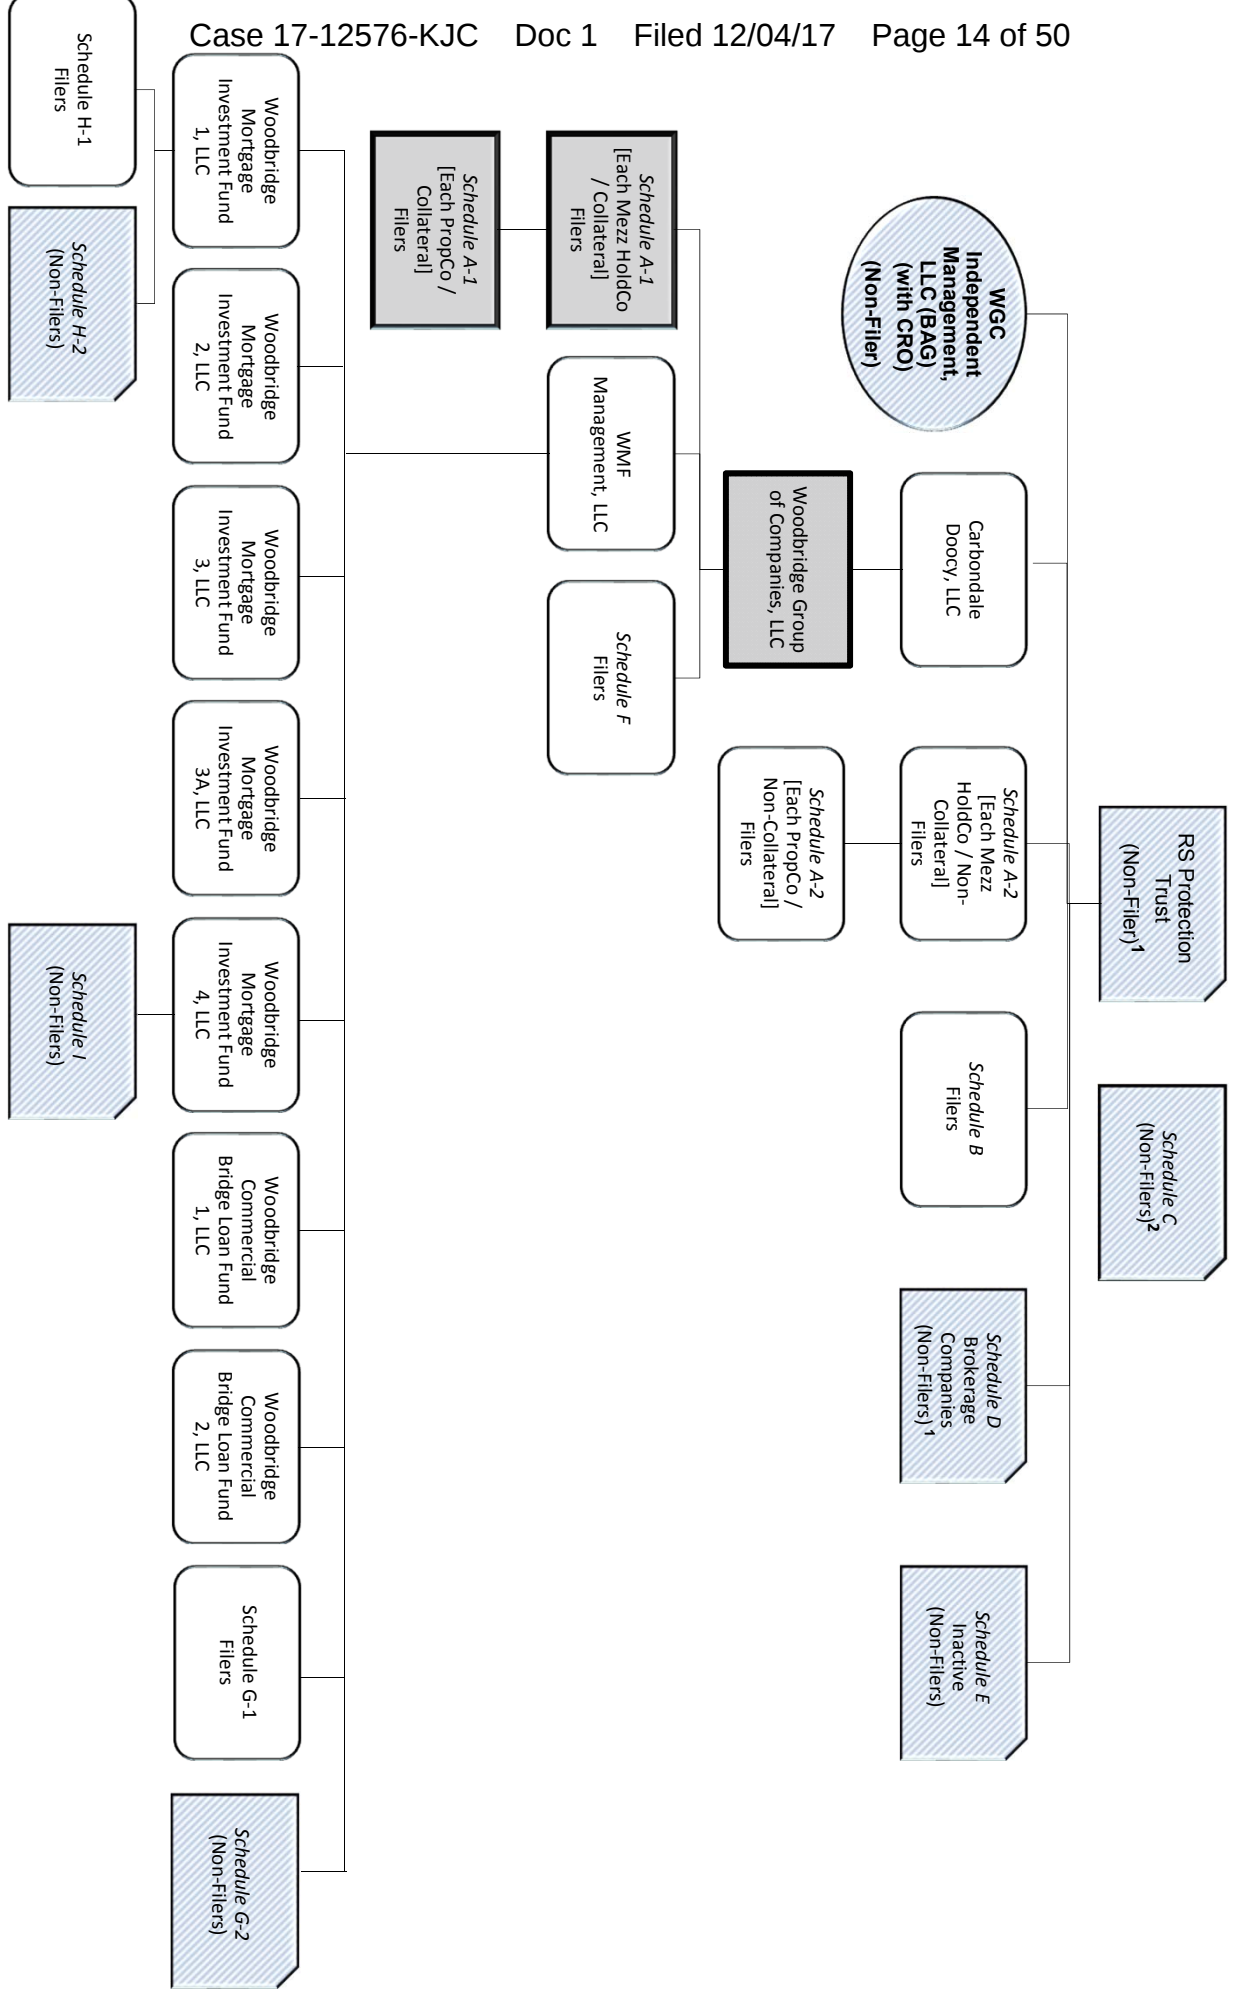 Case 17-12576-KJC Doc 1 Filed 12/04/17 Page 14 of 50
RS Protection
Trust
(Non-Filer)1
Schedule C
(Non-Filers)2
WGC
Independent
Management,
LLC (BAG)
(with CRO)
(Non-Filer)
Carbondale
Doocy, LLC
Schedule A-2
[Each Mezz
HoldCo / Non-
Collateral]
Filers
Schedule B
Filers
Schedule D
Brokerage
Companies
(Non-Filers) 1
Schedule E
Inactive
(Non-Filers)
Woodbridge Group
of Companies, LLC
Schedule A-2
[Each PropCo /
Non-Collateral]
Filers
Schedule A-1
[Each Mezz HoldCo
/ Collateral]
Filers
WMF
Management, LLC
Schedule F
Filers
Schedule A-1
[Each PropCo /
Collateral]
Filers
Woodbridge
Mortgage
Investment Fund
1, LLC
Woodbridge
Mortgage
Investment Fund
2, LLC
Woodbridge
Mortgage
Investment Fund
3, LLC
Woodbridge
Mortgage
Investment Fund
3A, LLC
Woodbridge
Mortgage
Investment Fund
4, LLC
Woodbridge
Commercial
Bridge Loan Fund
1, LLC
Woodbridge
Commercial
Bridge Loan Fund
2, LLC
Schedule G-1
Filers
Schedule G-2
(Non-Filers)
Schedule H-1
Filers
Schedule H-2
(Non-Filers)
Schedule I
(Non-Filers)